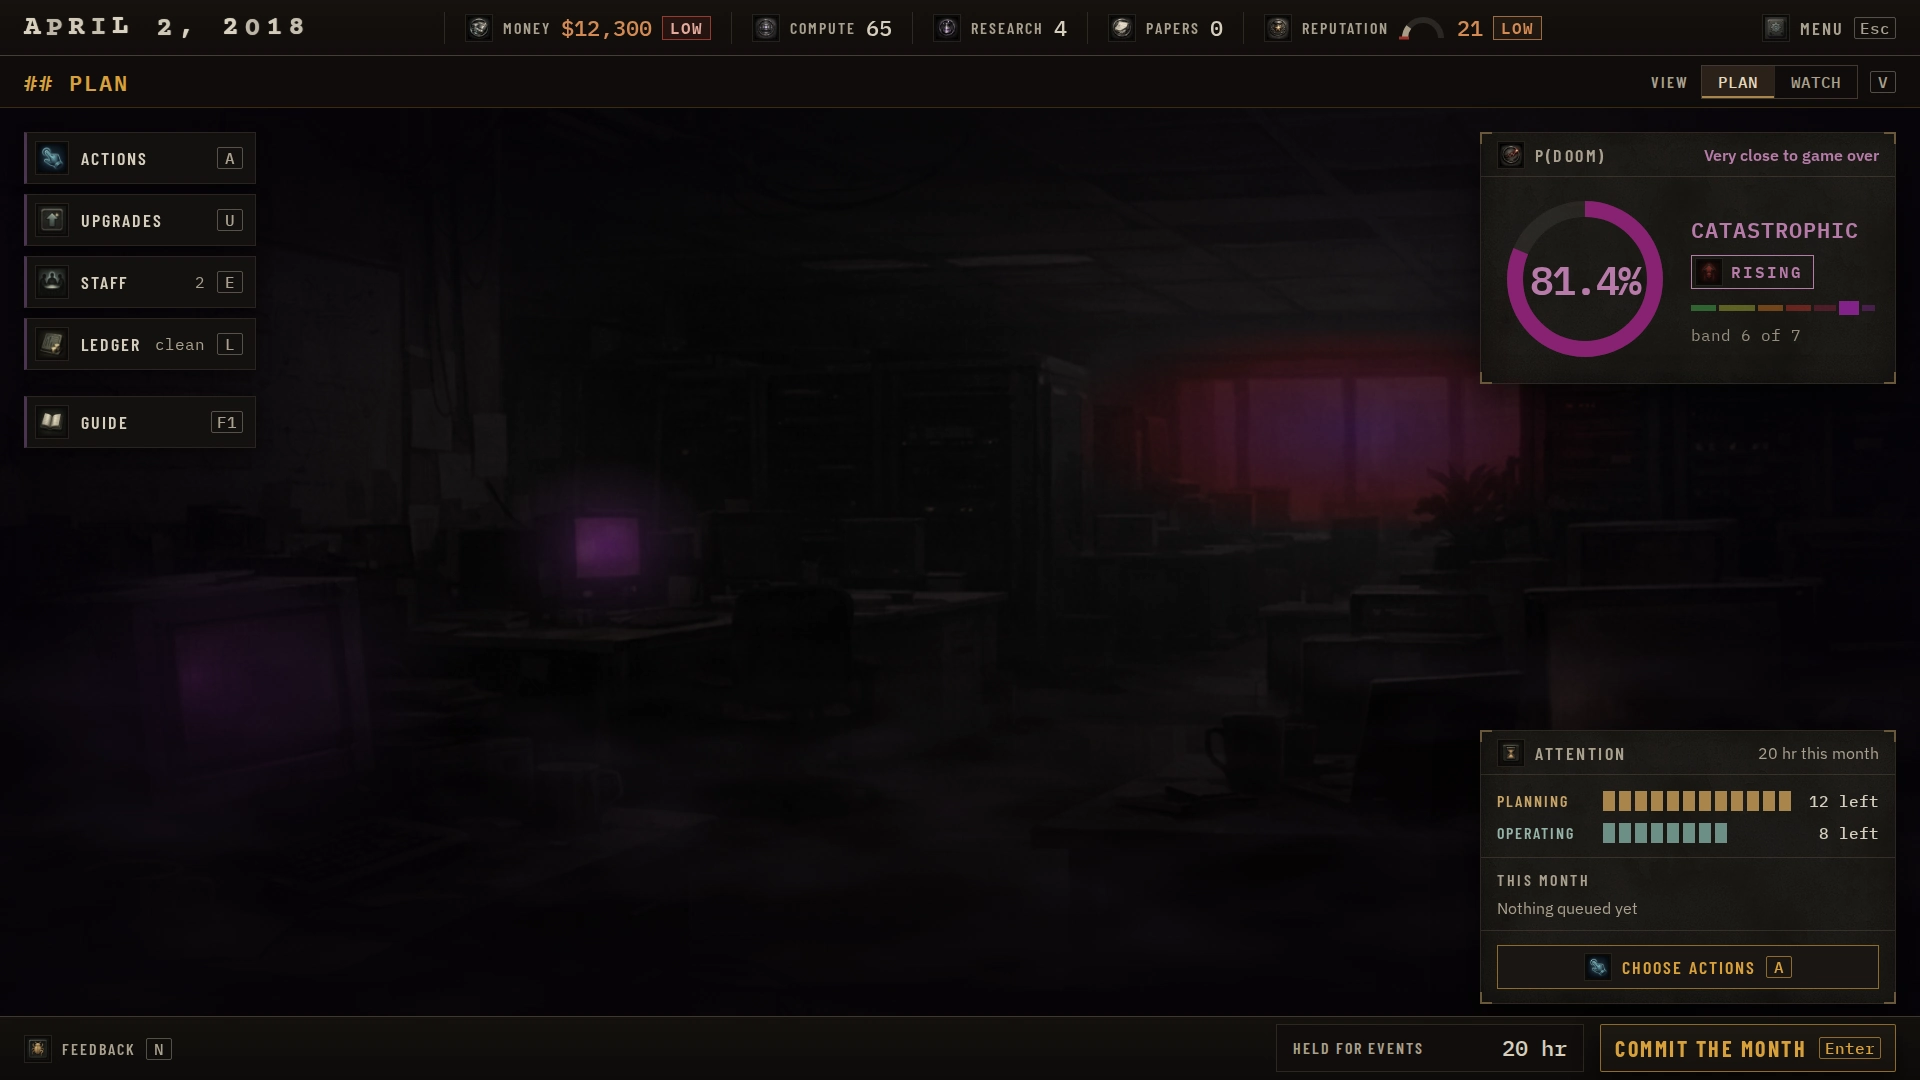 APRIL 2, 2018
MONEY $12,300 LOW
COMPUTE 65
RESEARCH 4
PAPERS 0
REPUTATION 21 LOW
MENU Esc
## PLAN
VIEW PLAN WATCH V
ACTIONS A
UPGRADES U
STAFF 2 E
LEDGER clean L
GUIDE F1
P(DOOM) Very close to game over
81.4%
CATASTROPHIC
RISING
band 6 of 7
ATTENTION 20 hr this month
PLANNING 12 left
OPERATING 8 left
THIS MONTH
Nothing queued yet
CHOOSE ACTIONS A
FEEDBACK N
HELD FOR EVENTS 20 hr
COMMIT THE MONTH Enter